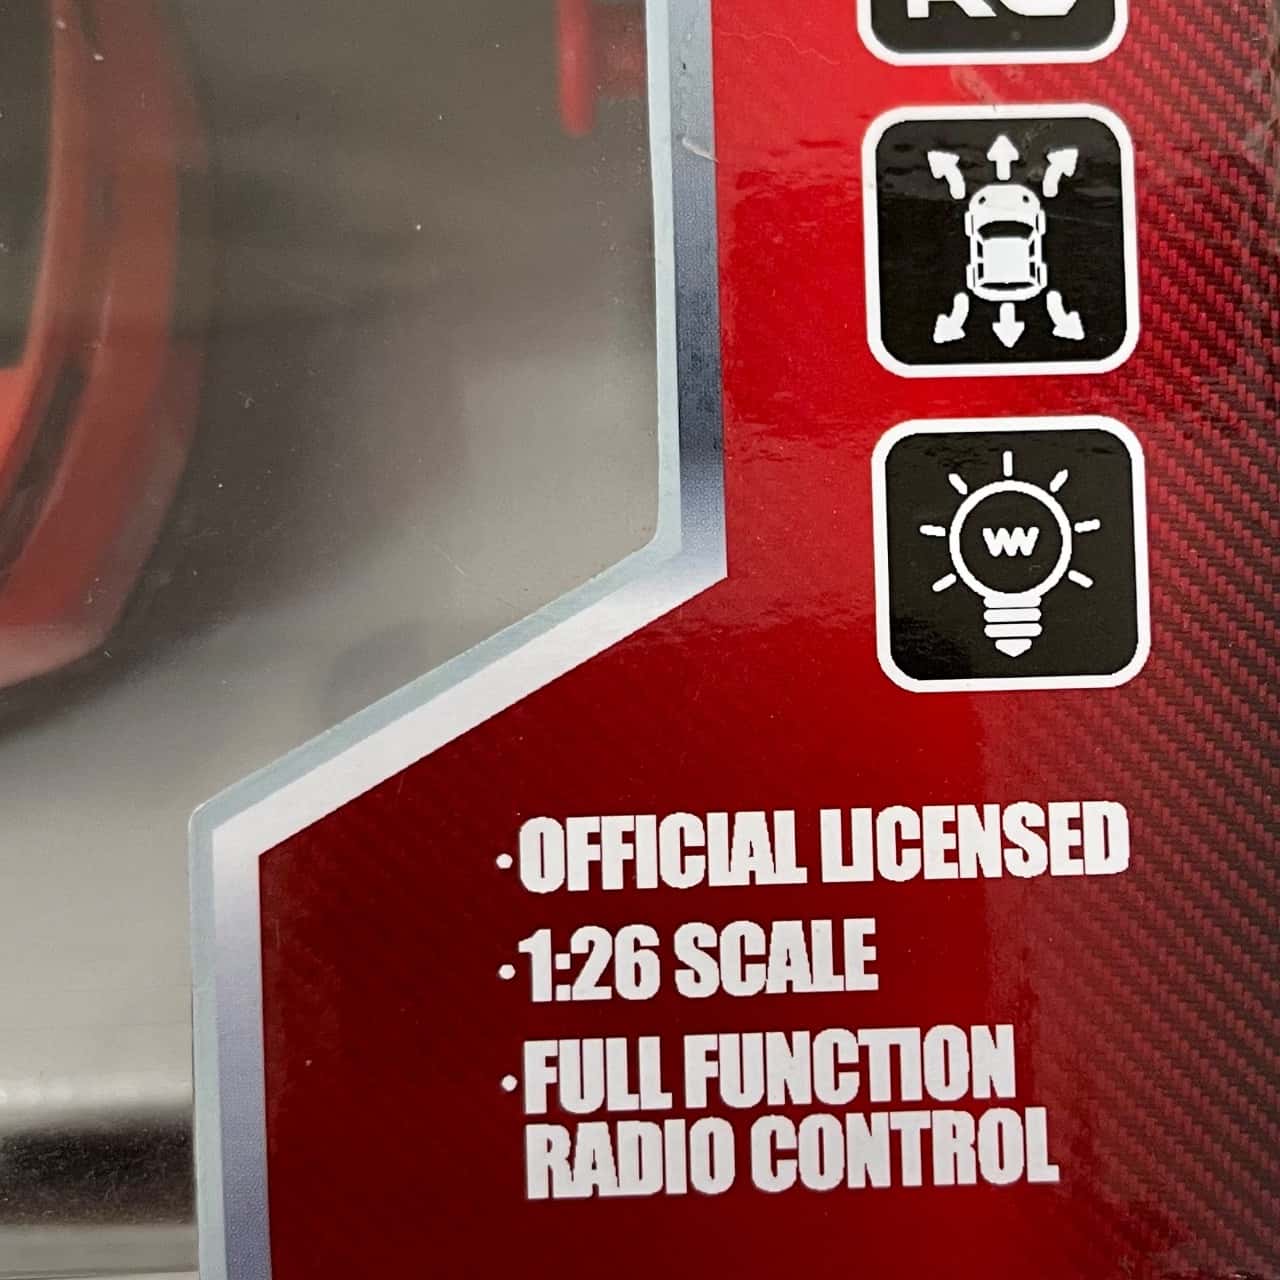 ·OFFICIAL LICENSED
·1:26 SCALE
·FULL FUNCTION
RADIO CONTROL